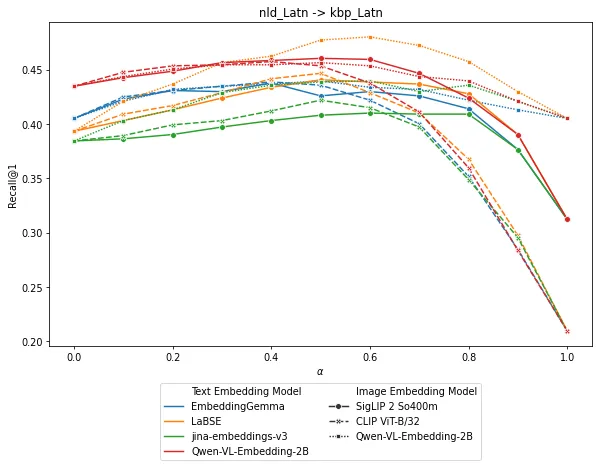 nld_Latn -> kbp_Latn
Recall@1
0.45
0.40
0.35
0.30
0.25
0.20
0.0 0.2 0.4 0.6 0.8 1.0
α
Text Embedding Model Image Embedding Model
EmbeddingGemma SigLIP 2 So400m
LaBSE CLIP ViT-B/32
jina-embeddings-v3 Qwen-VL-Embedding-2B
Qwen-VL-Embedding-2B